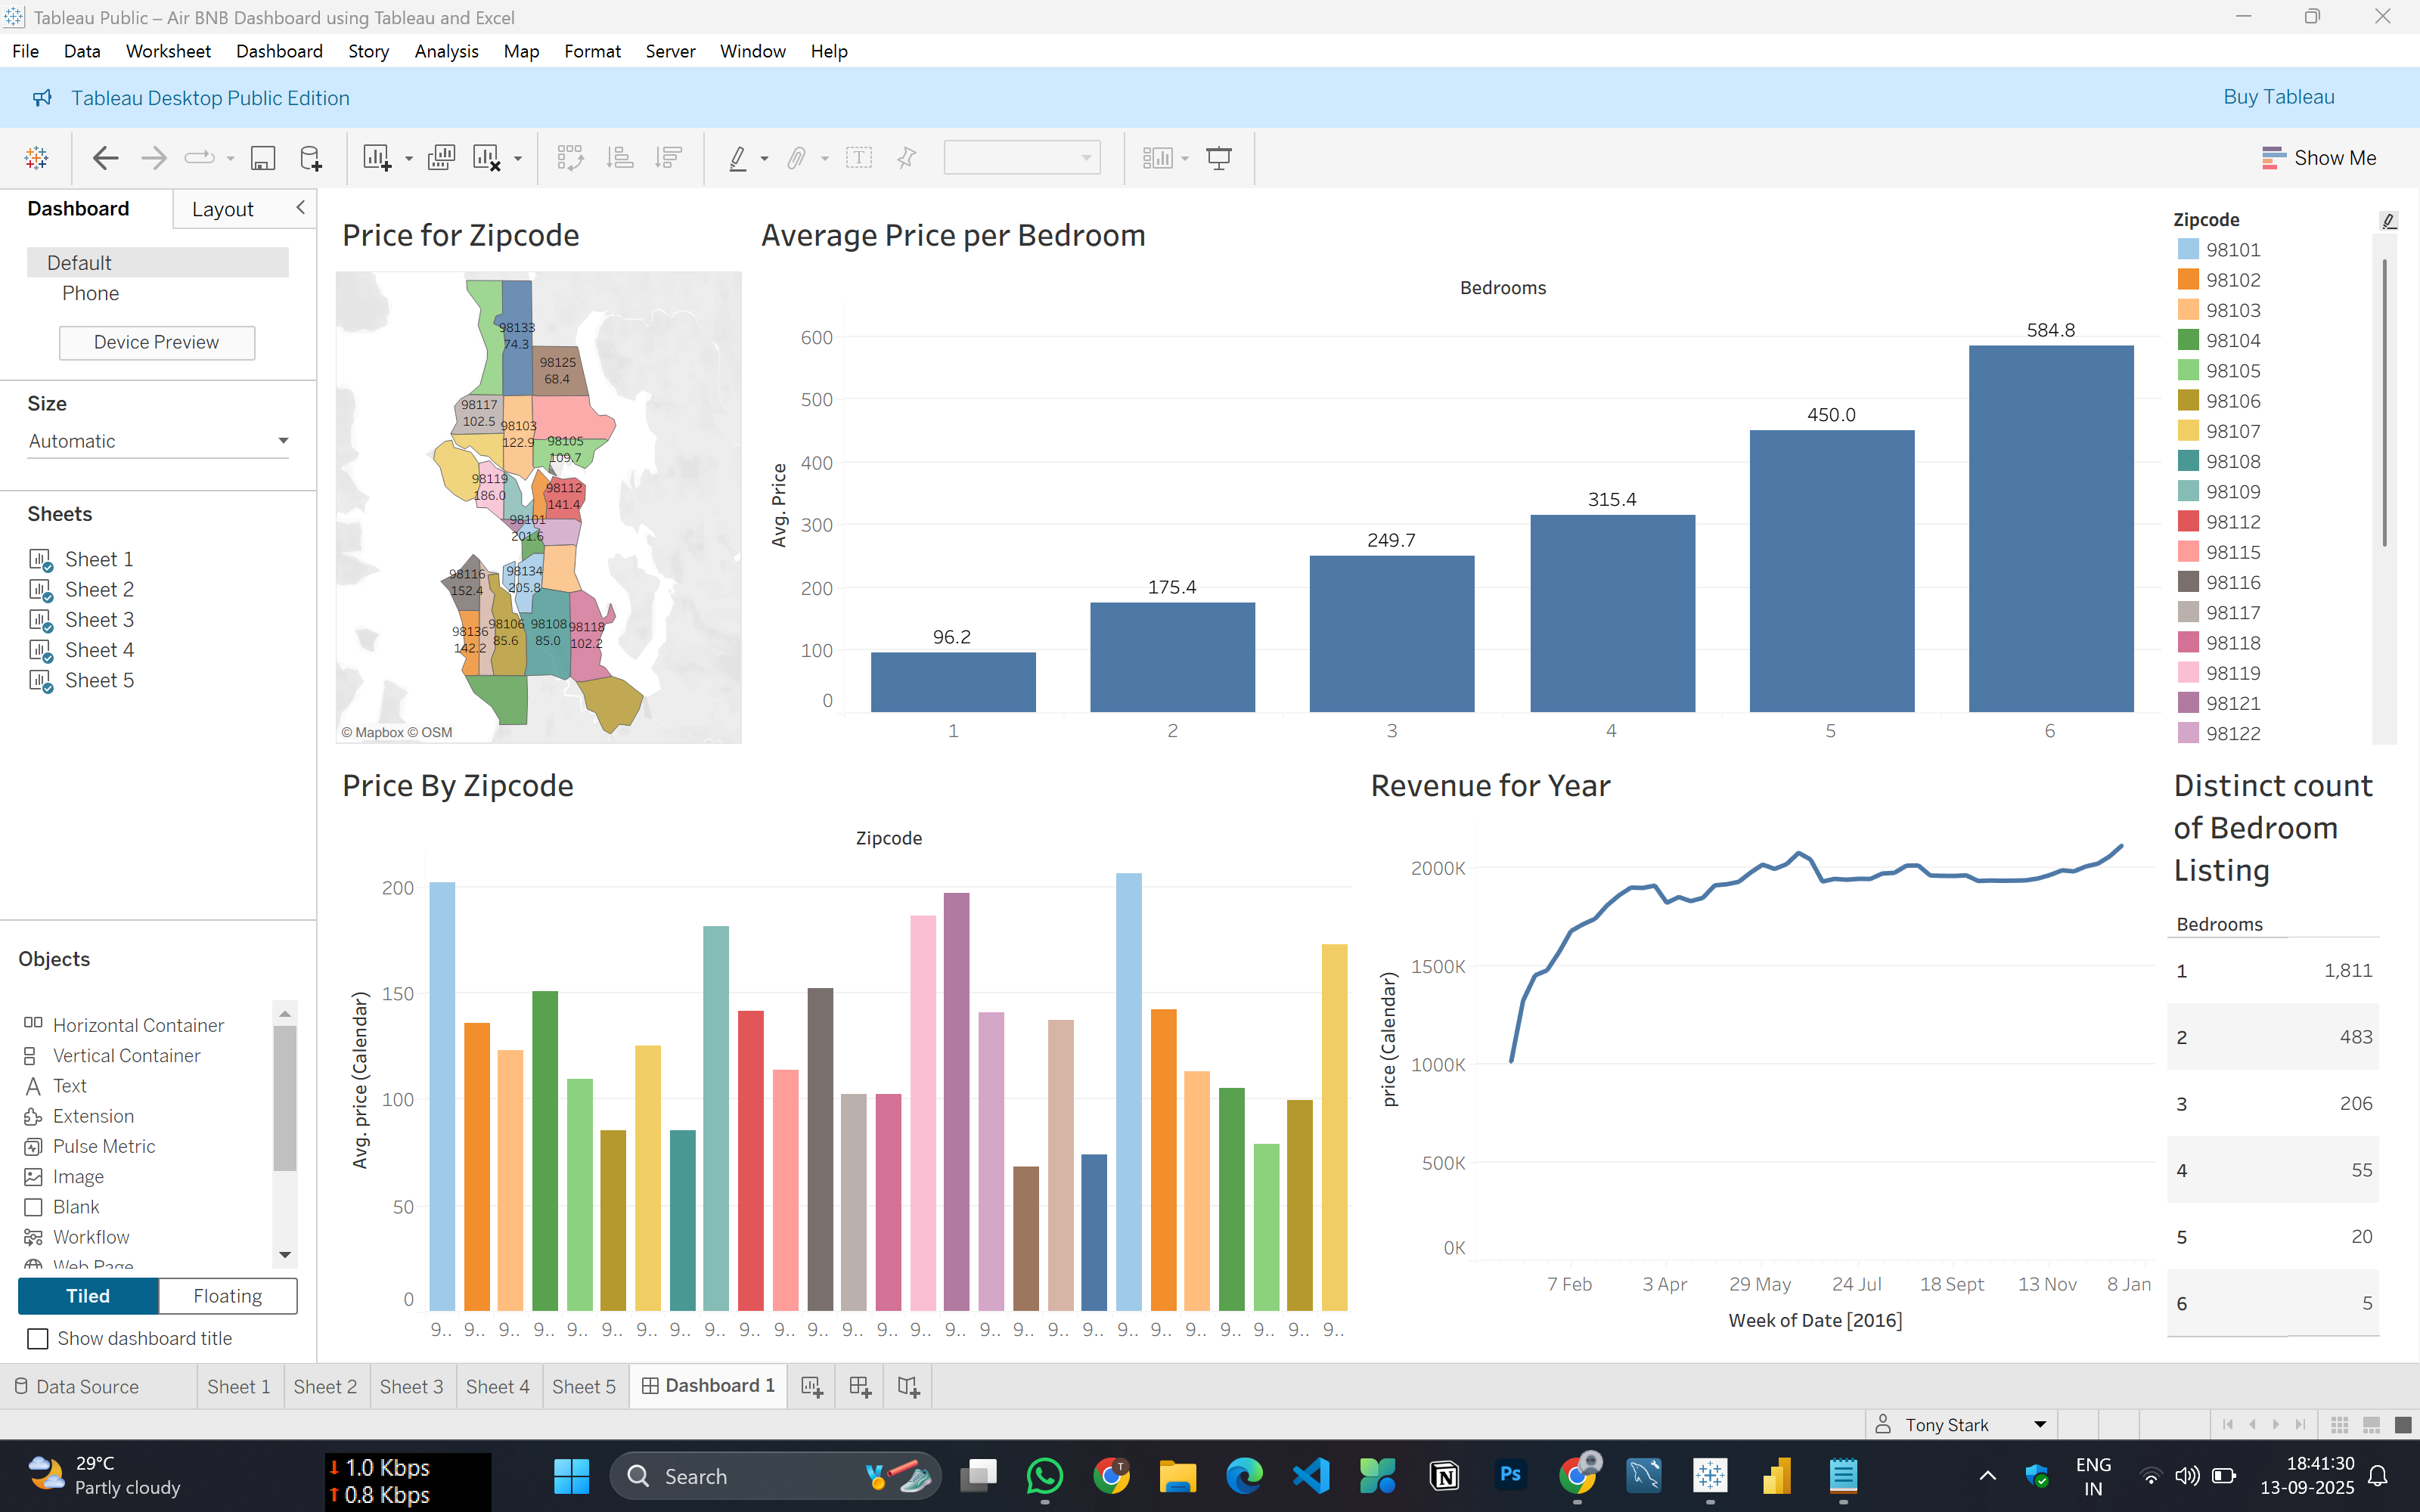 Tableau Public – Air BNB Dashboard using Tableau and Excel
File Data Worksheet Dashboard Story Analysis Map Format Server Window Help
Tableau Desktop Public Edition
Buy Tableau
Show Me
Dashboard
Layout
Default
Phone
Device Preview
Size
Automatic
Sheets
Sheet 1
Sheet 2
Sheet 3
Sheet 4
Sheet 5
Objects
Horizontal Container
Vertical Container
Text
Extension
Pulse Metric
Image
Blank
Workflow
Web Page
Tiled
Floating
Show dashboard title
Price for Zipcode
98133
74.3
98125
68.4
98117
102.5
98103
122.9
98105
109.7
98119
186.0
98112
141.4
98101
201.6
98116
152.4
98134
205.8
98136
142.2
98106
85.6
98108
85.0
98118
102.2
© Mapbox © OSM
Average Price per Bedroom
Bedrooms
Avg. Price
600
500
400
300
200
100
0
96.2
175.4
249.7
315.4
450.0
584.8
1 2 3 4 5 6
Zipcode
98101
98102
98103
98104
98105
98106
98107
98108
98109
98112
98115
98116
98117
98118
98119
98121
98122
Price By Zipcode
Zipcode
Avg. price (Calendar)
200
150
100
50
0
9.. 9.. 9.. 9.. 9.. 9.. 9.. 9.. 9.. 9.. 9.. 9.. 9.. 9.. 9.. 9.. 9.. 9.. 9.. 9.. 9.. 9.. 9.. 9.. 9.. 9.. 9..
Revenue for Year
price (Calendar)
2000K
1500K
1000K
500K
0K
7 Feb 3 Apr 29 May 24 Jul 18 Sept 13 Nov 8 Jan
Week of Date [2016]
Distinct count
of Bedroom
Listing
Bedrooms
1 1,811
2 483
3 206
4 55
5 20
6 5
Data Source
Sheet 1
Sheet 2
Sheet 3
Sheet 4
Sheet 5
Dashboard 1
Tony Stark
29°C
Partly cloudy
1.0 Kbps
0.8 Kbps
Search
T
Ps
ENG
IN
18:41:30
13-09-2025